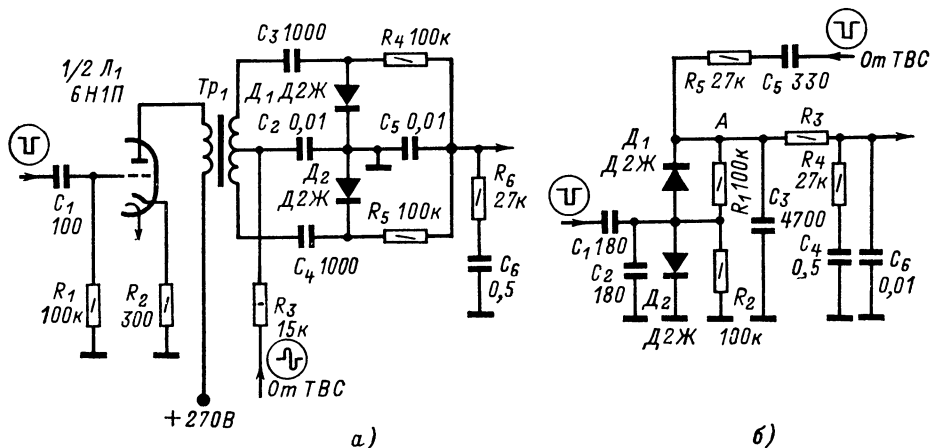 C₃ 1000
R₄ 100к
1/2 Л₁
6Н1П
Тр₁
Д₁ Д2Ж
C₂ 0,01
C₅ 0,01
C₁
100
Д₂
Д2Ж
R₆
27к
R₅ 100к
C₄ 1000
C₆
0,5
R₁
100к
R₂
300
R₃
15к
От ТВС
+270В
а)
R₅ 27к
C₅ 330
От ТВС
Д₁
Д2Ж
А
R₁ 100к
R₃
R₄
27к
C₃
4700
C₁ 180
C₂
180
C₄
0,5
C₆
0,01
Д₂
Д2Ж
R₂
100к
б)